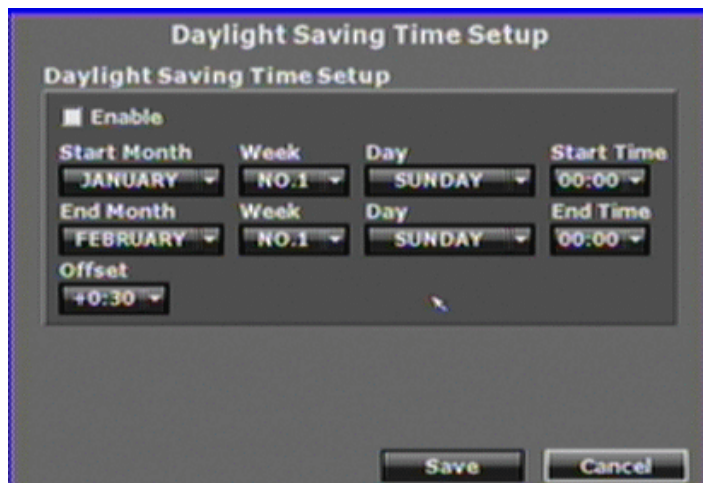 Daylight Saving Time Setup
Daylight Saving Time Setup
Enable
Start Month Week Day Start Time
JANUARY NO.1 SUNDAY 00:00
End Month Week Day End Time
FEBRUARY NO.1 SUNDAY 00:00
Offset
+0:30
Save Cancel